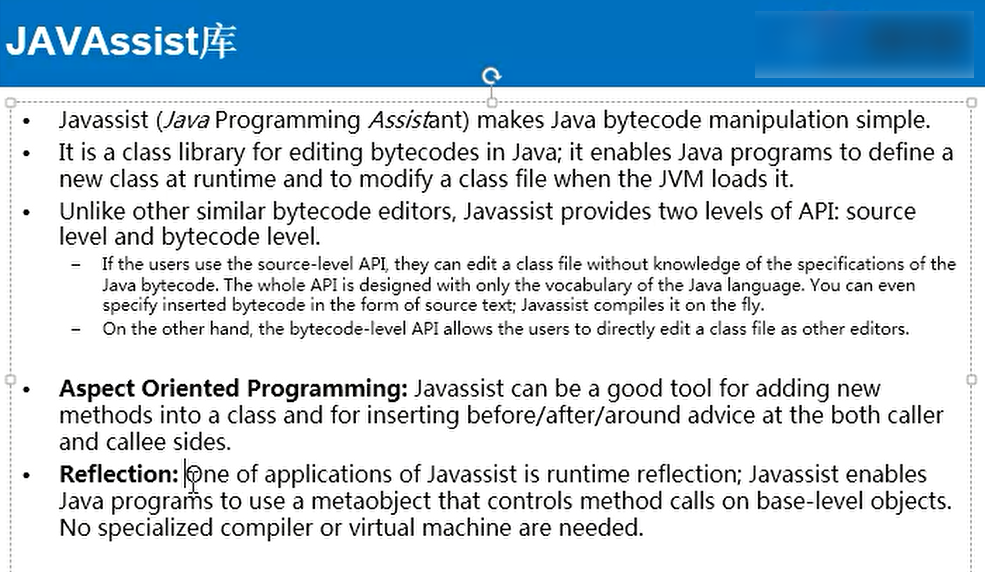 JAVAssist库
• Javassist (Java Programming Assistant) makes Java bytecode manipulation simple.
• It is a class library for editing bytecodes in Java; it enables Java programs to define a
new class at runtime and to modify a class file when the JVM loads it.
• Unlike other similar bytecode editors, Javassist provides two levels of API: source
level and bytecode level.
– If the users use the source-level API, they can edit a class file without knowledge of the specifications of the
Java bytecode. The whole API is designed with only the vocabulary of the Java language. You can even
specify inserted bytecode in the form of source text; Javassist compiles it on the fly.
– On the other hand, the bytecode-level API allows the users to directly edit a class file as other editors.
• Aspect Oriented Programming: Javassist can be a good tool for adding new
methods into a class and for inserting before/after/around advice at the both caller
and callee sides.
• Reflection: One of applications of Javassist is runtime reflection; Javassist enables
Java programs to use a metaobject that controls method calls on base-level objects.
No specialized compiler or virtual machine are needed.